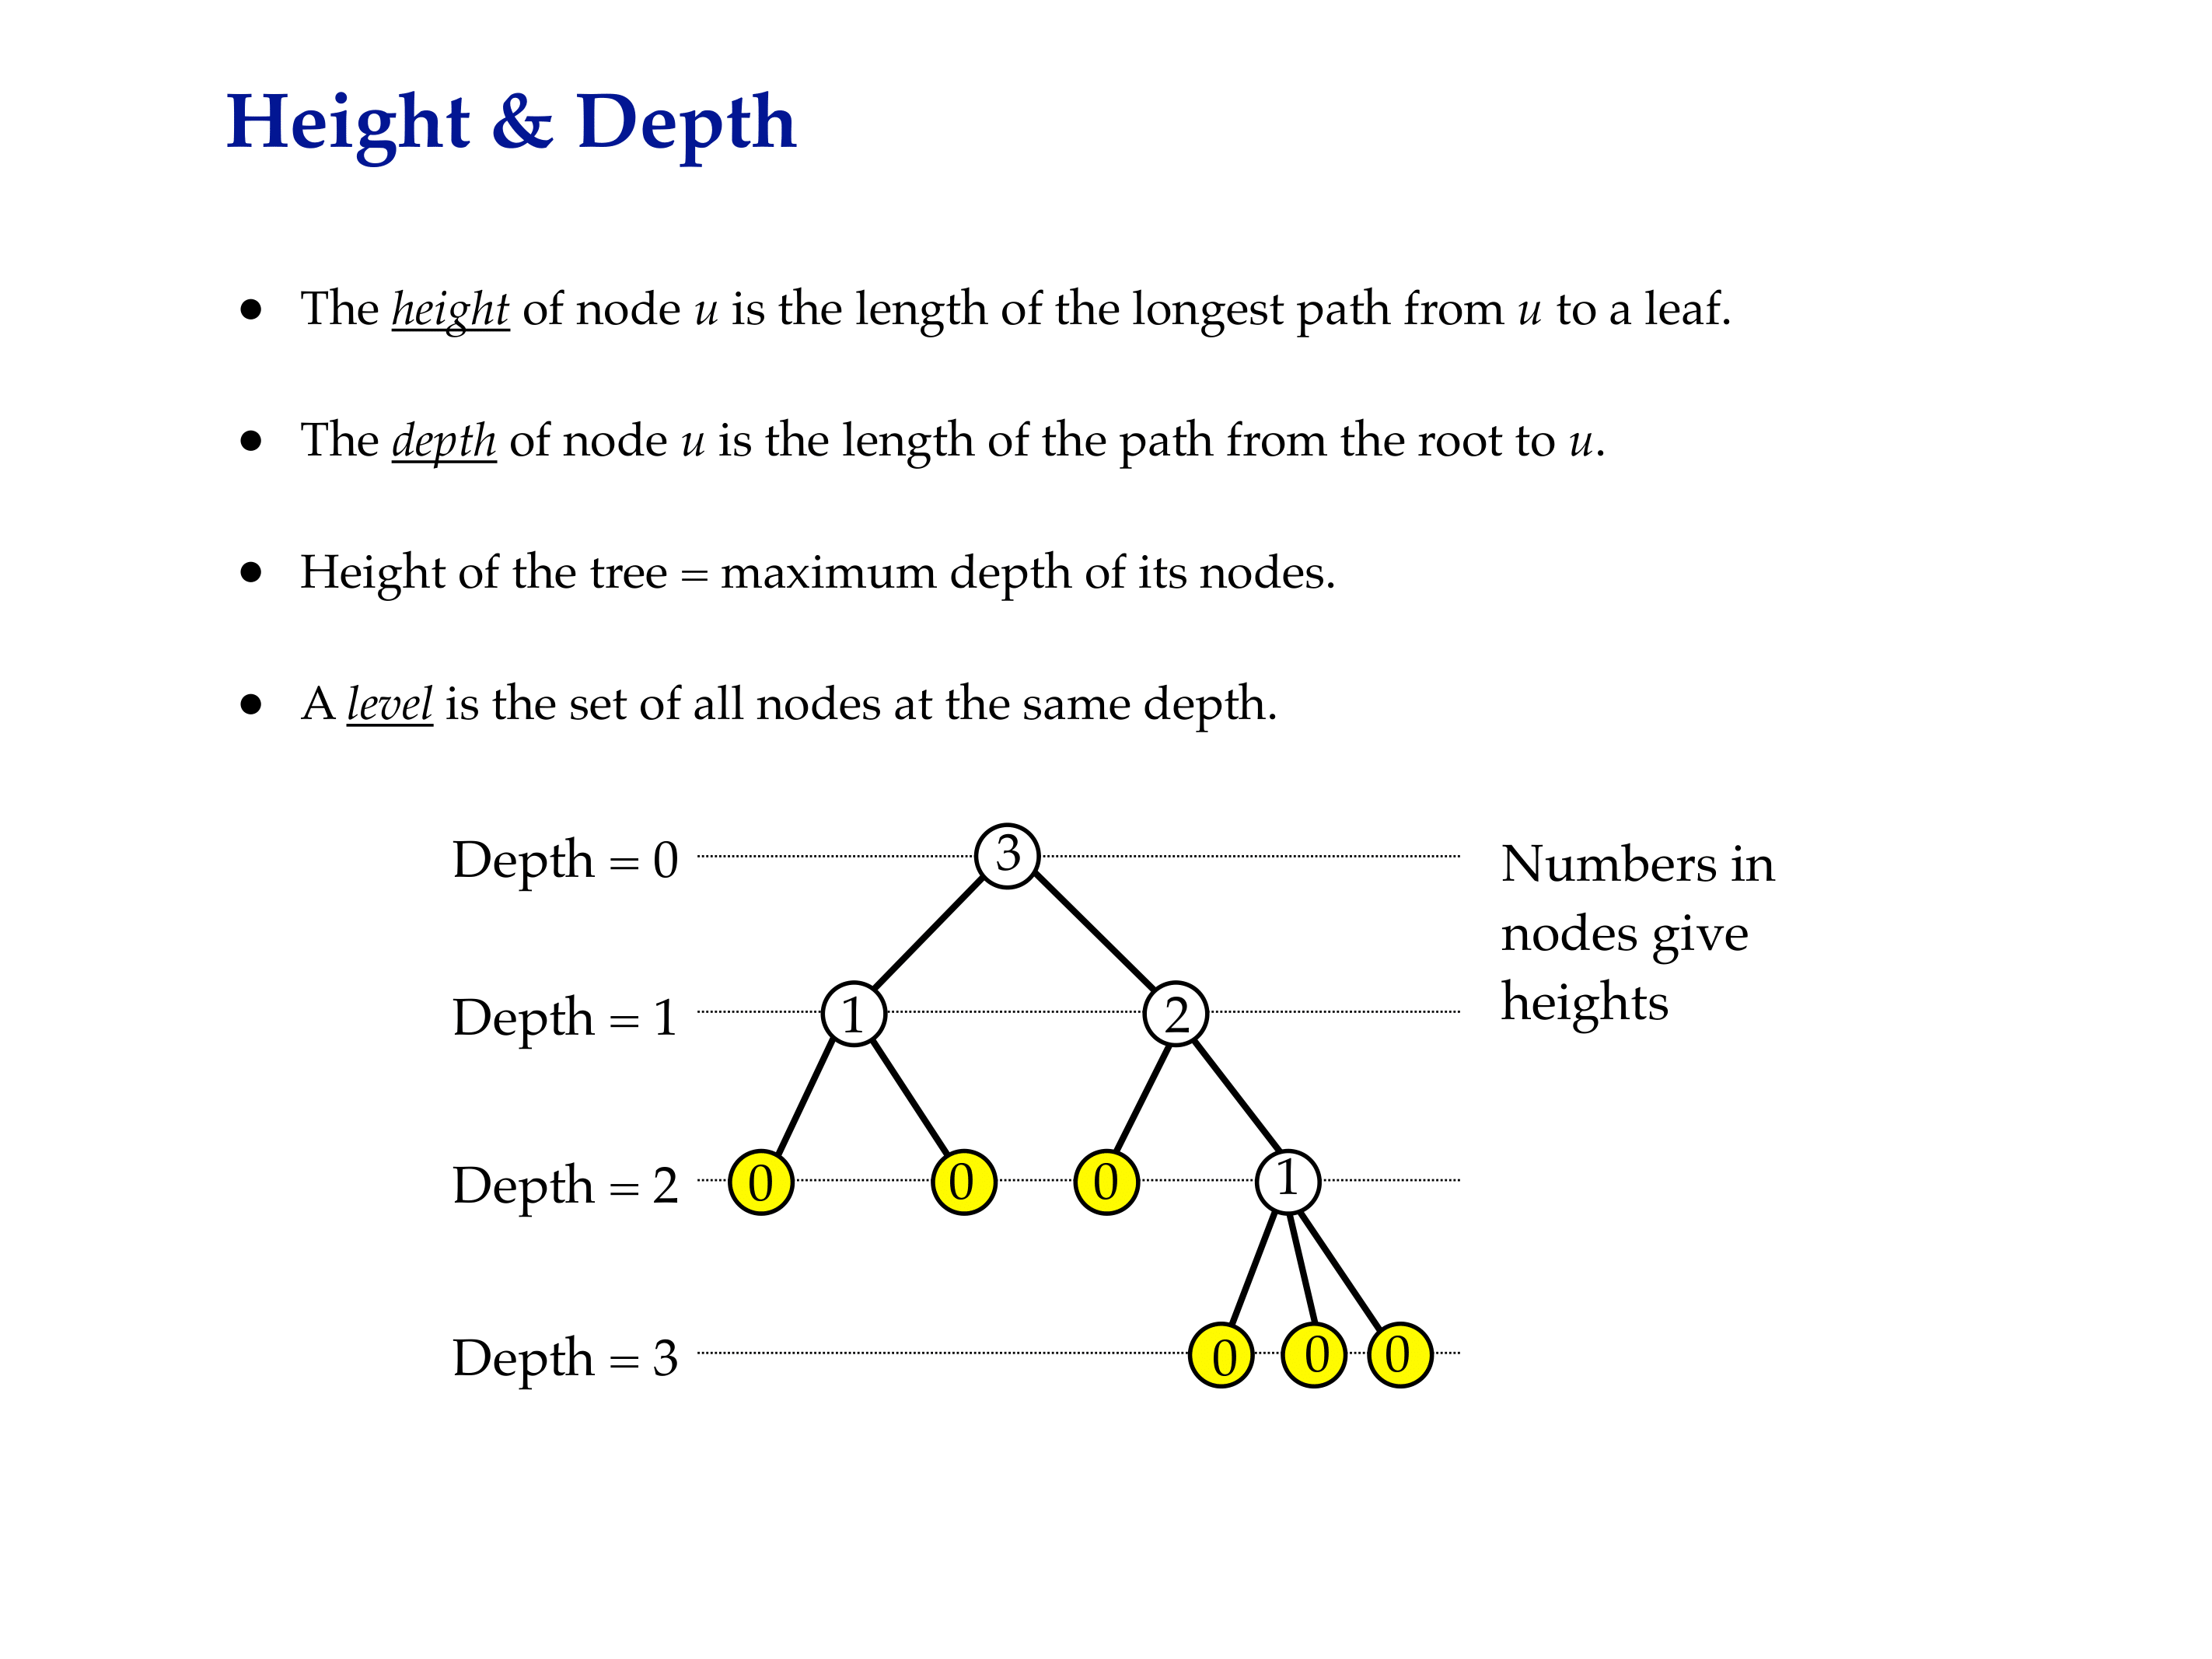 Height & Depth
● The height of node u is the length of the longest path from u to a leaf.
● The depth of node u is the length of the path from the root to u.
● Height of the tree = maximum depth of its nodes.
● A level is the set of all nodes at the same depth.
Depth = 0
3
Numbers in
nodes give
heights
Depth = 1
1
2
Depth = 2
0
0
0
1
Depth = 3
0
0
0